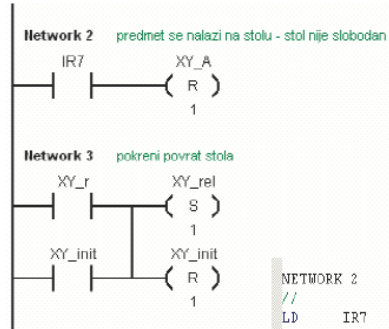 Network 2 predmet se nalazi na stolu - stol nije slobodan
IR7 XY_A
R
1
Network 3 pokreni povrat stola
XY_r XY_rel
S
1
XY_init XY_init
R
1
NETWORK 2
//
LD IR7